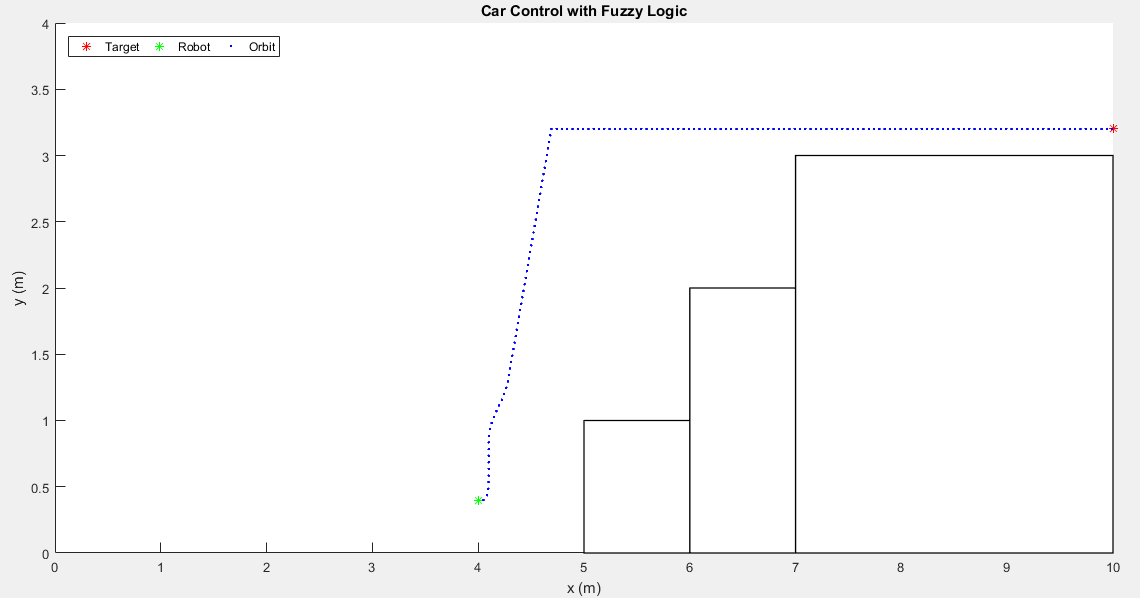 Car Control with Fuzzy Logic
Target Robot Orbit
4
3.5
3
2.5
2
1.5
1
0.5
0
y (m)
0 1 2 3 4 5 6 7 8 9 10
x (m)